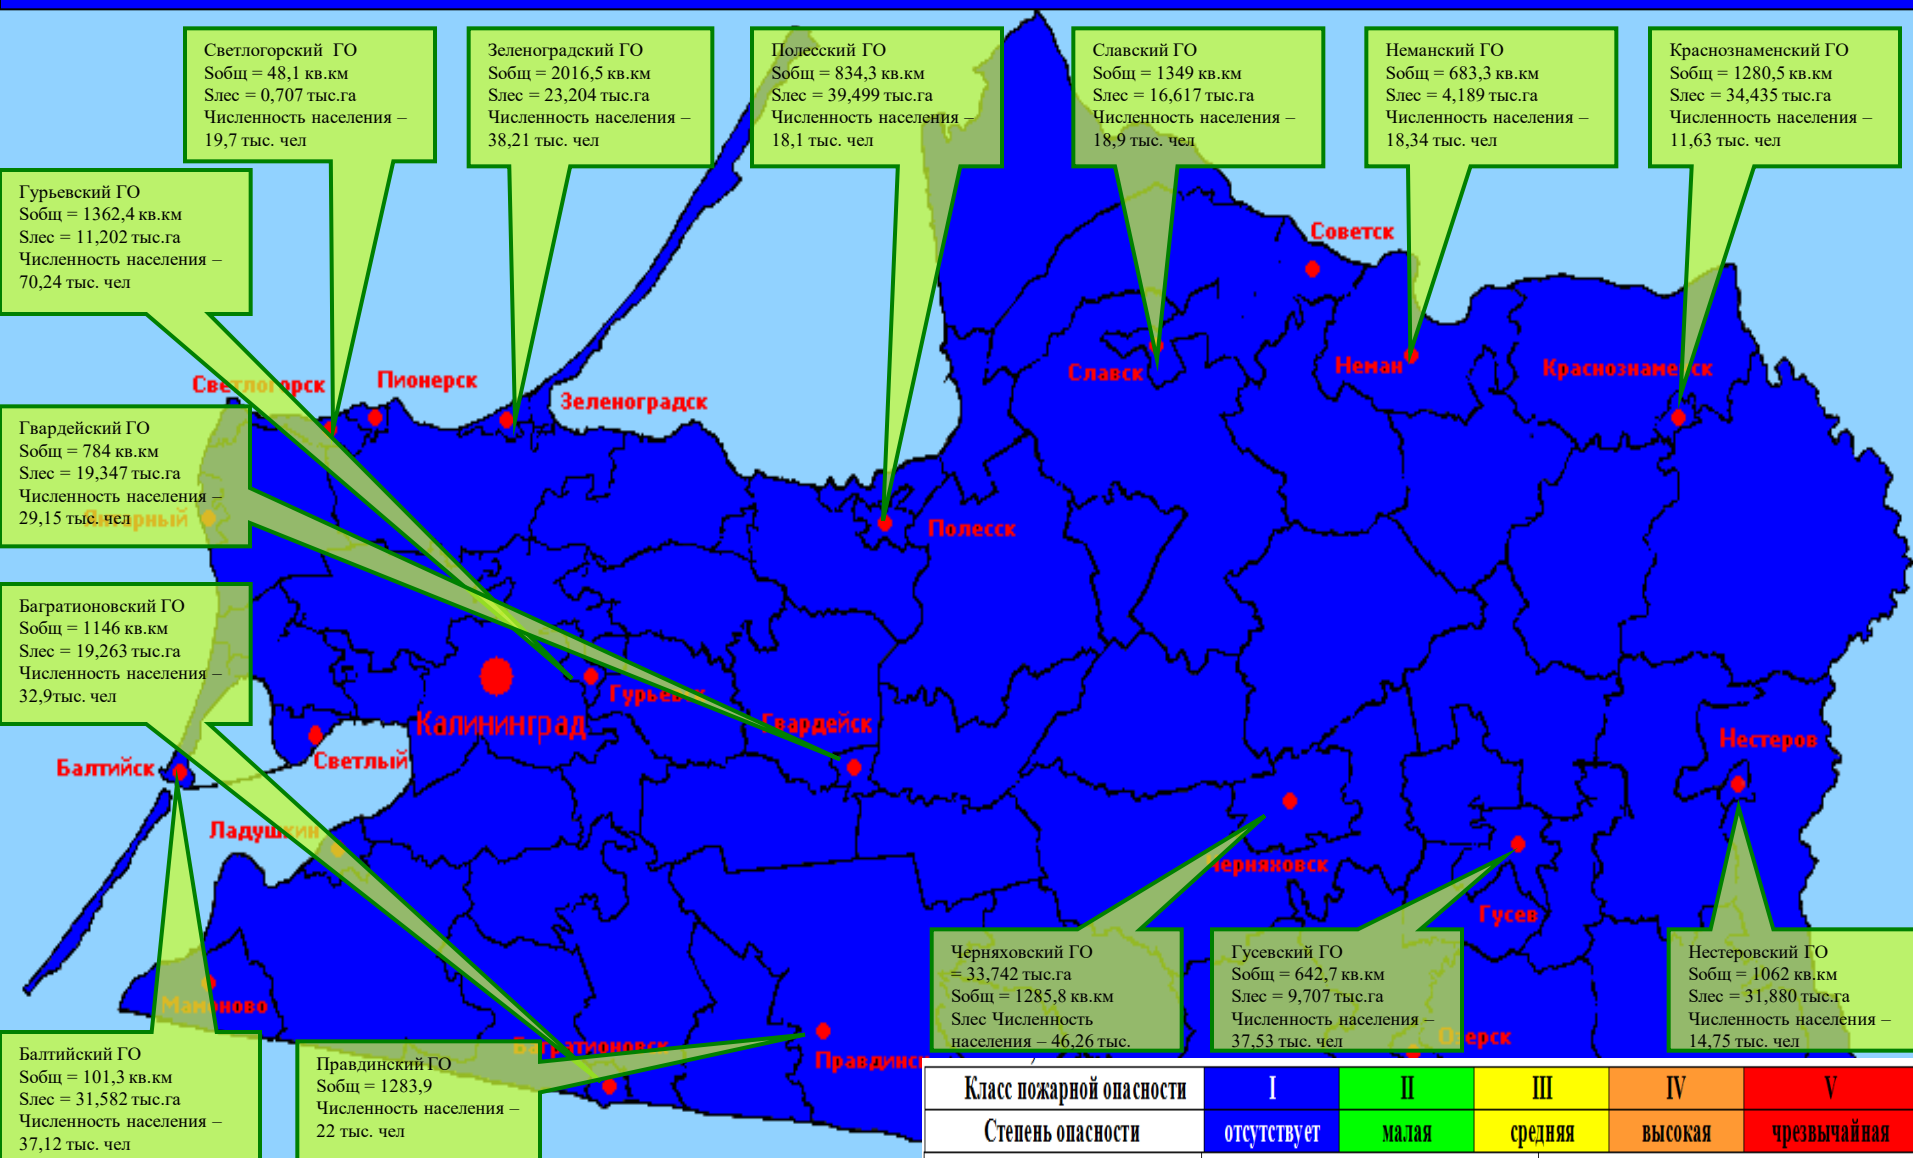 Светлогорский ГО
Sобщ = 48,1 кв.км
Sлес = 0,707 тыс.га
Численность населения –
19,7 тыс. чел
Зеленоградский ГО
Sобщ = 2016,5 кв.км
Sлес = 23,204 тыс.га
Численность населения –
38,21 тыс. чел
Полесский ГО
Sобщ = 834,3 кв.км
Sлес = 39,499 тыс.га
Численность населения –
18,1 тыс. чел
Славский ГО
Sобщ = 1349 кв.км
Sлес = 16,617 тыс.га
Численность населения –
18,9 тыс. чел
Неманский ГО
Sобщ = 683,3 кв.км
Sлес = 4,189 тыс.га
Численность населения –
18,34 тыс. чел
Краснознаменский ГО
Sобщ = 1280,5 кв.км
Sлес = 34,435 тыс.га
Численность населения –
11,63 тыс. чел
Гурьевский ГО
Sобщ = 1362,4 кв.км
Sлес = 11,202 тыс.га
Численность населения –
70,24 тыс. чел
Советск
Светлогорск
Пионерск
Зеленоградск
Славск
Неман
Краснознаменск
Гвардейский ГО
Sобщ = 784 кв.км
Sлес = 19,347 тыс.га
Численность населения –
29,15 тыс. чел
Янтарный
Полесск
Багратионовский ГО
Sобщ = 1146 кв.км
Sлес = 19,263 тыс.га
Численность населения –
32,9тыс. чел
Гурьевск
Калининград
Гвардейск
Нестеров
Балтийск
Светлый
Ладушкин
Черняховск
Гусев
Мамоново
Багратионовск
Правдинс
Озерск
Черняховский ГО
= 33,742 тыс.га
Sобщ = 1285,8 кв.км
Sлес Численность
населения – 46,26 тыс.
Гусевский ГО
Sобщ = 642,7 кв.км
Sлес = 9,707 тыс.га
Численность населения –
37,53 тыс. чел
Нестеровский ГО
Sобщ = 1062 кв.км
Sлес = 31,880 тыс.га
Численность населения –
14,75 тыс. чел
Балтийский ГО
Sобщ = 101,3 кв.км
Sлес = 31,582 тыс.га
Численность населения –
37,12 тыс. чел
Правдинский ГО
Sобщ = 1283,9
Численность населения –
22 тыс. чел
Класс пожарной опасности I II III IV V
Степень опасности отсутствует малая средняя высокая чрезвычайная